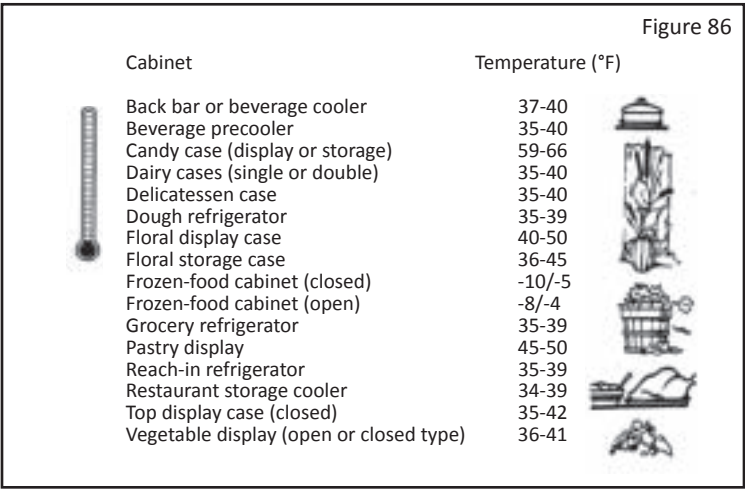 Figure 86
Cabinet Temperature (°F)
Back bar or beverage cooler 37-40
Beverage precooler 35-40
Candy case (display or storage) 59-66
Dairy cases (single or double) 35-40
Delicatessen case 35-40
Dough refrigerator 35-39
Floral display case 40-50
Floral storage case 36-45
Frozen-food cabinet (closed) -10/-5
Frozen-food cabinet (open) -8/-4
Grocery refrigerator 35-39
Pastry display 45-50
Reach-in refrigerator 35-39
Restaurant storage cooler 34-39
Top display case (closed) 35-42
Vegetable display (open or closed type) 36-41